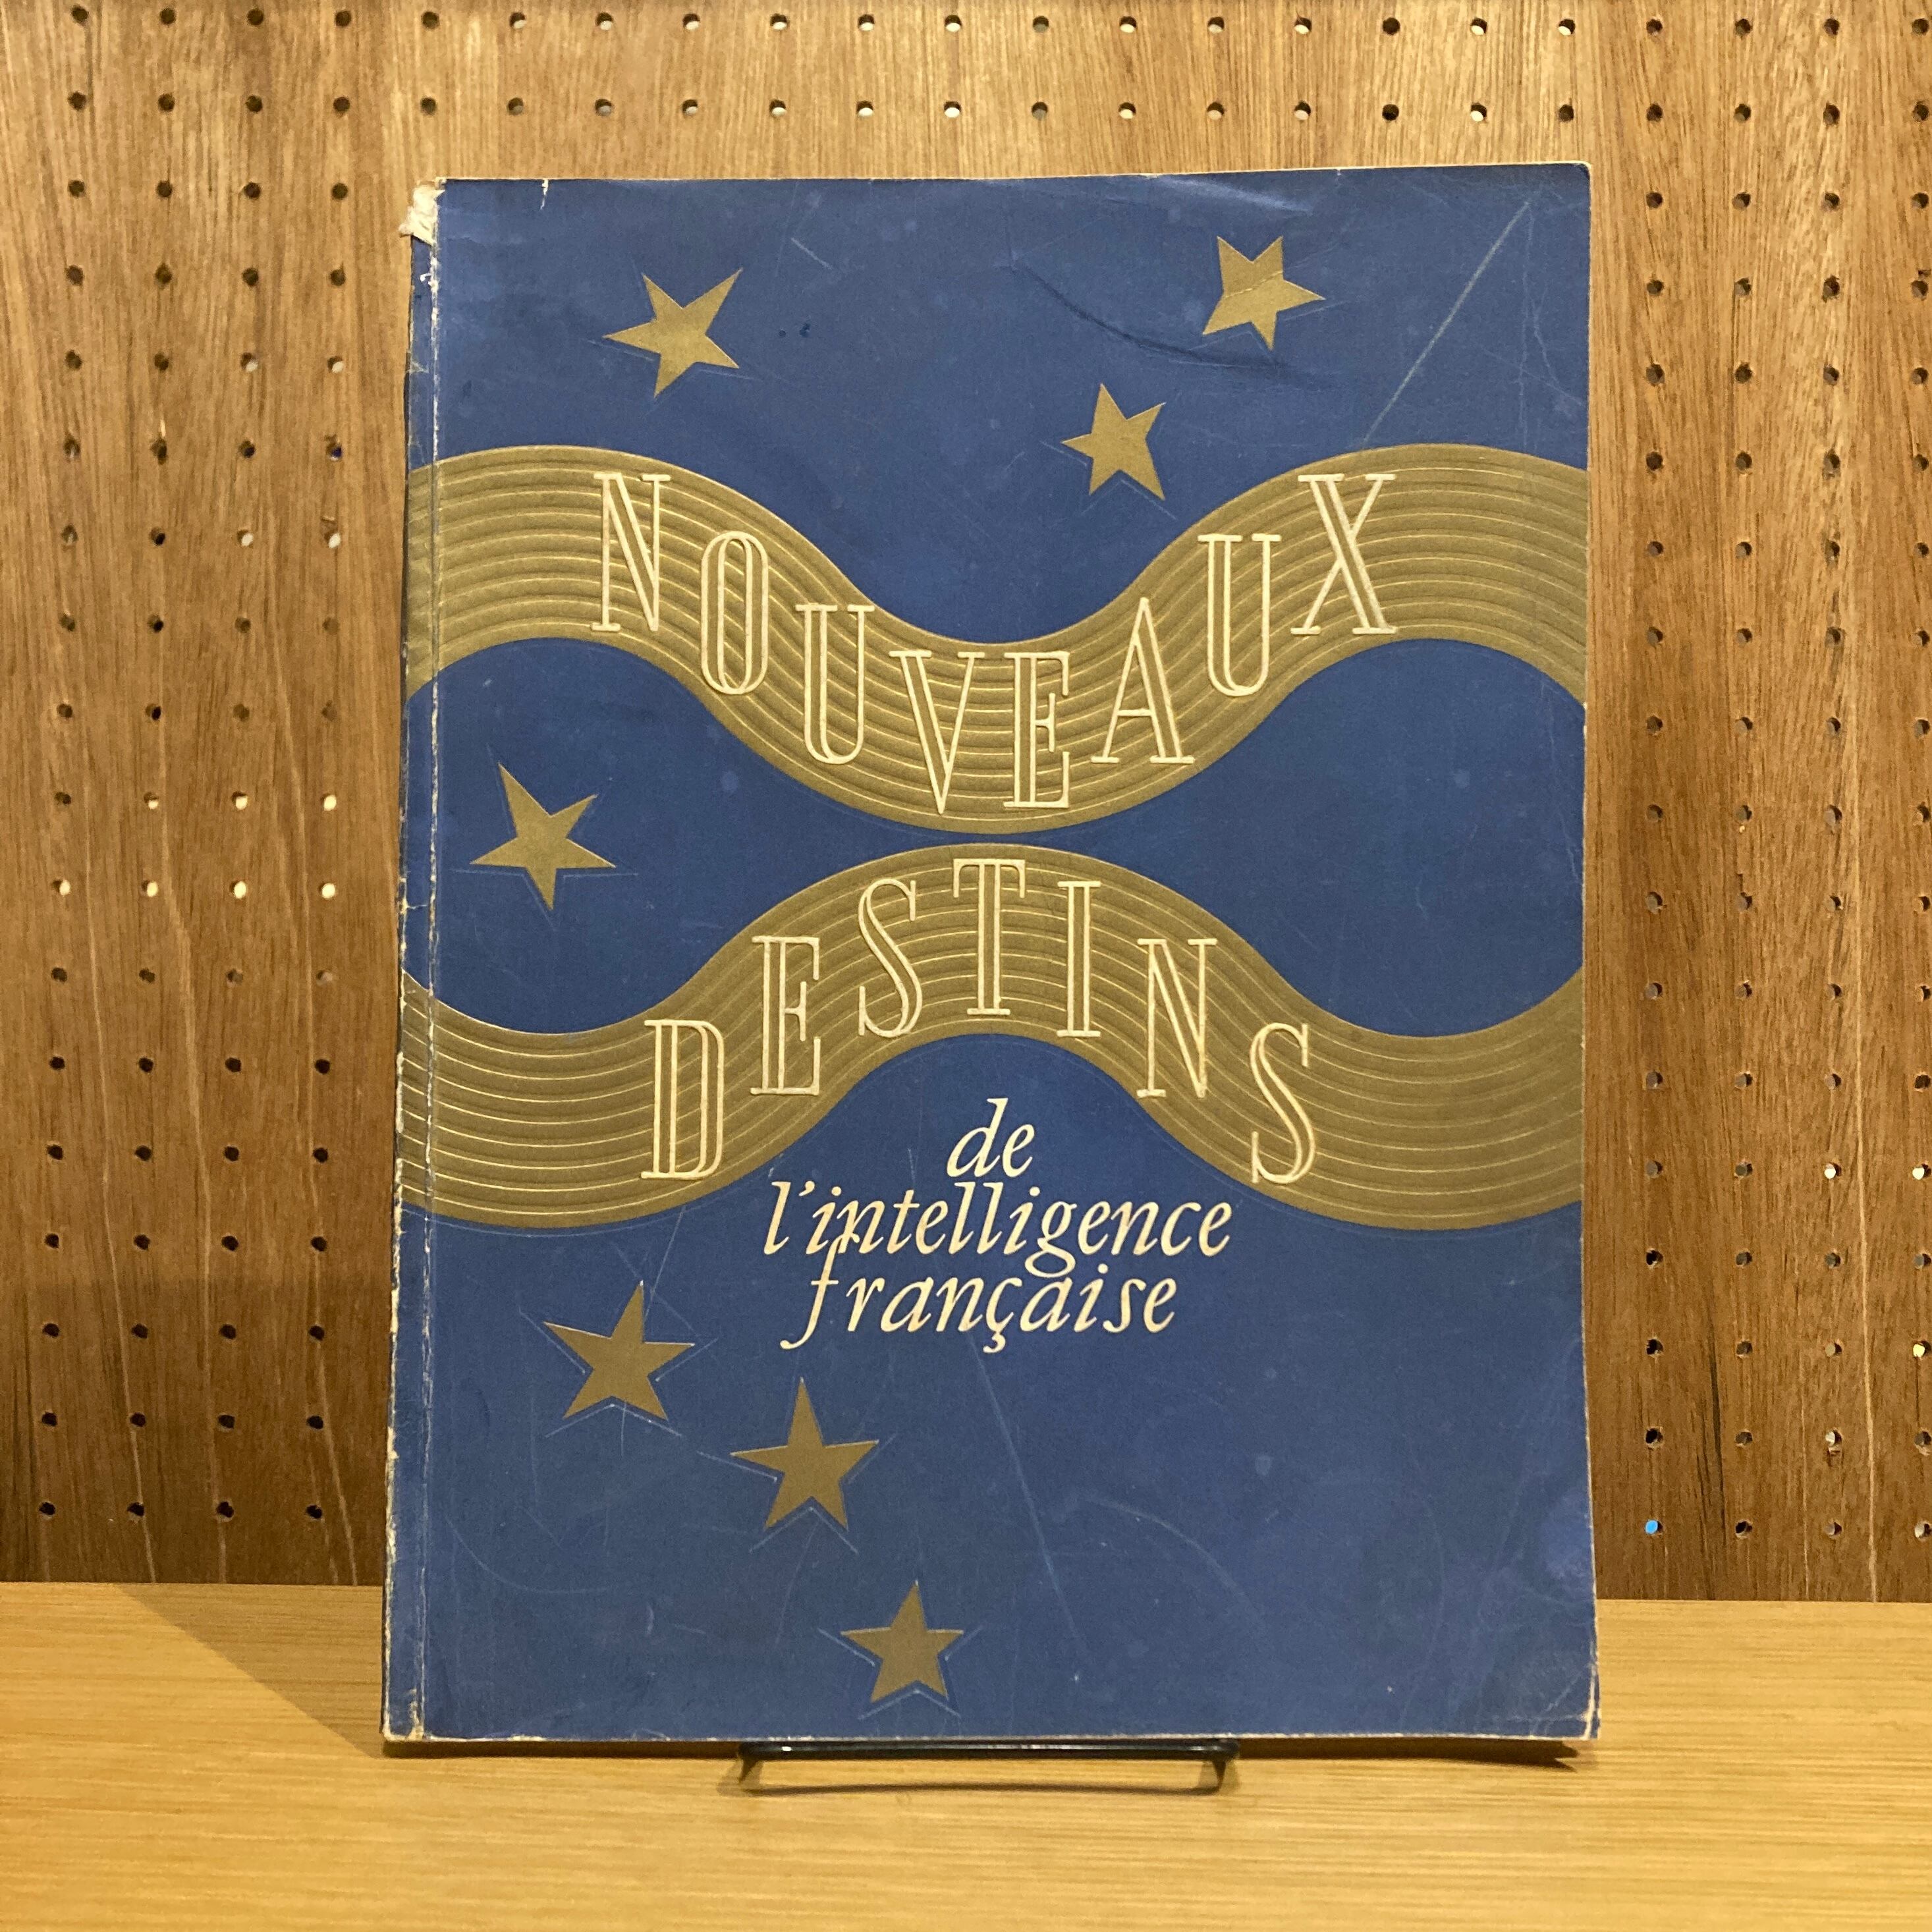 NOUVEAUX
DESTINS
de
l'intelligence
française